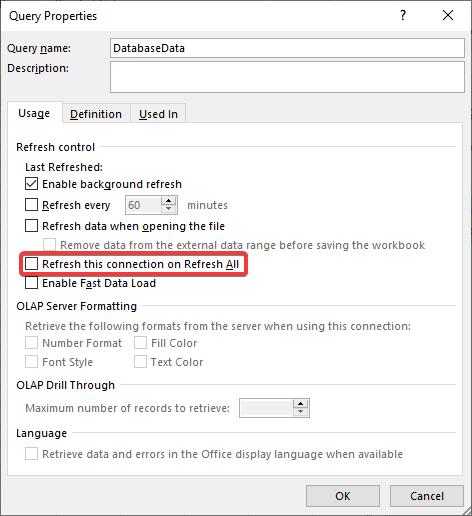 Query Properties ? ×
Query name: DatabaseData
Description:
Usage Definition Used In
Refresh control
Last Refreshed:
Enable background refresh
Refresh every 60 minutes
Refresh data when opening the file
Remove data from the external data range before saving the workbook
Refresh this connection on Refresh All
Enable Fast Data Load
OLAP Server Formatting
Retrieve the following formats from the server when using this connection:
Number Format Fill Color
Font Style Text Color
OLAP Drill Through
Maximum number of records to retrieve:
Language
Retrieve data and errors in the Office display language when available
OK Cancel